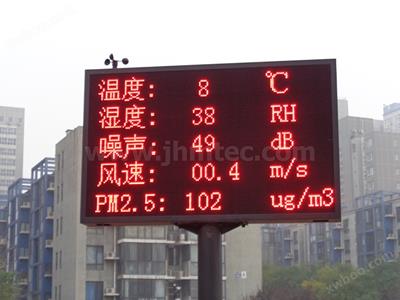 温度: 8 ℃
湿度: 38 RH
噪声: 49 dB
风速: 00.4 m/s
PM2.5: 102 ug/m3
www.jhnltec.com